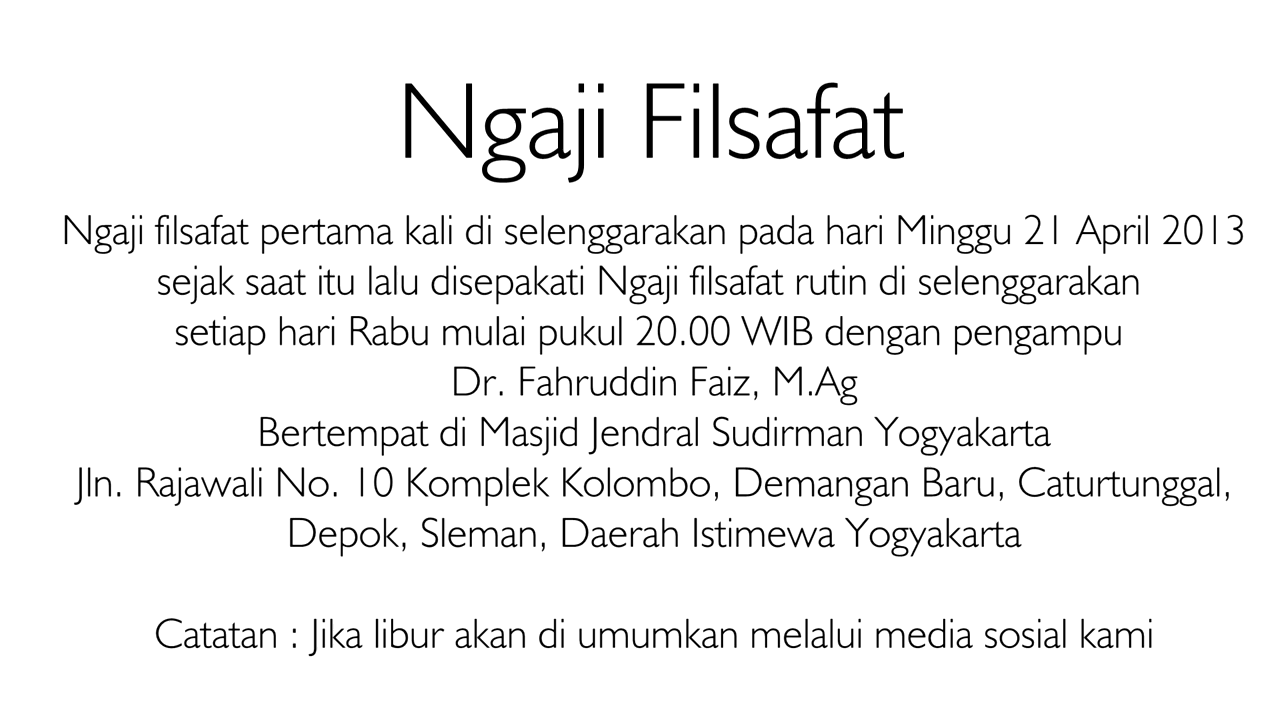 Ngaji Filsafat
Ngaji filsafat pertama kali di selenggarakan pada hari Minggu 21 April 2013
sejak saat itu lalu disepakati Ngaji filsafat rutin di selenggarakan
setiap hari Rabu mulai pukul 20.00 WIB dengan pengampu
Dr. Fahruddin Faiz, M.Ag
Bertempat di Masjid Jendral Sudirman Yogyakarta
Jln. Rajawali No. 10 Komplek Kolombo, Demangan Baru, Caturtunggal,
Depok, Sleman, Daerah Istimewa Yogyakarta
Catatan : Jika libur akan di umumkan melalui media sosial kami